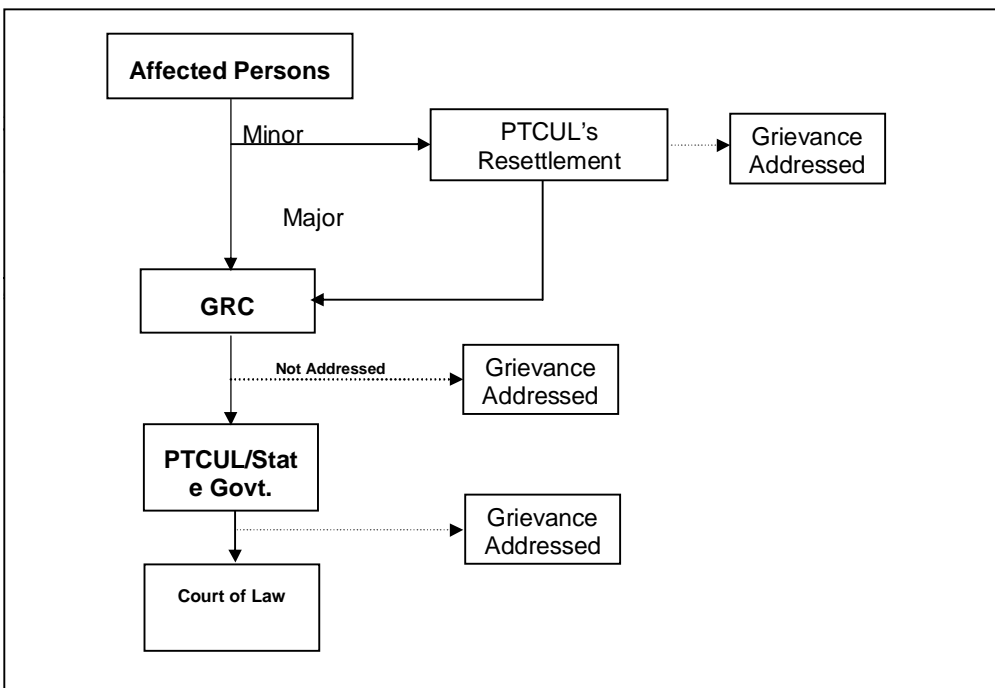 Affected Persons
Minor
PTCUL’s
Resettlement
Grievance
Addressed
Major
GRC
Not Addressed
Grievance
Addressed
PTCUL/Stat
e Govt.
Grievance
Addressed
Court of Law